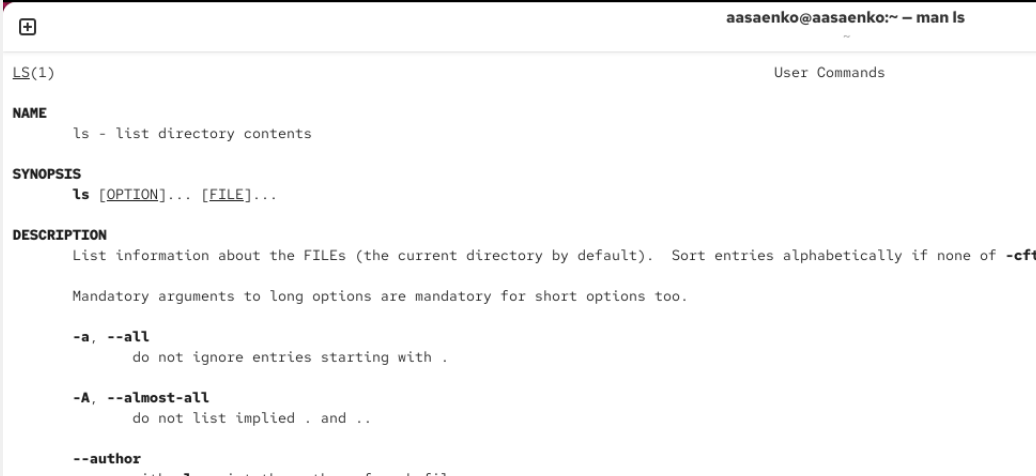 aasaenko@aasaenko:~ — man ls
~
LS(1) User Commands
NAME
ls - list directory contents
SYNOPSIS
ls [OPTION]... [FILE]...
DESCRIPTION
List information about the FILEs (the current directory by default). Sort entries alphabetically if none of -cft
Mandatory arguments to long options are mandatory for short options too.
-a, --all
do not ignore entries starting with .
-A, --almost-all
do not list implied . and ..
--author